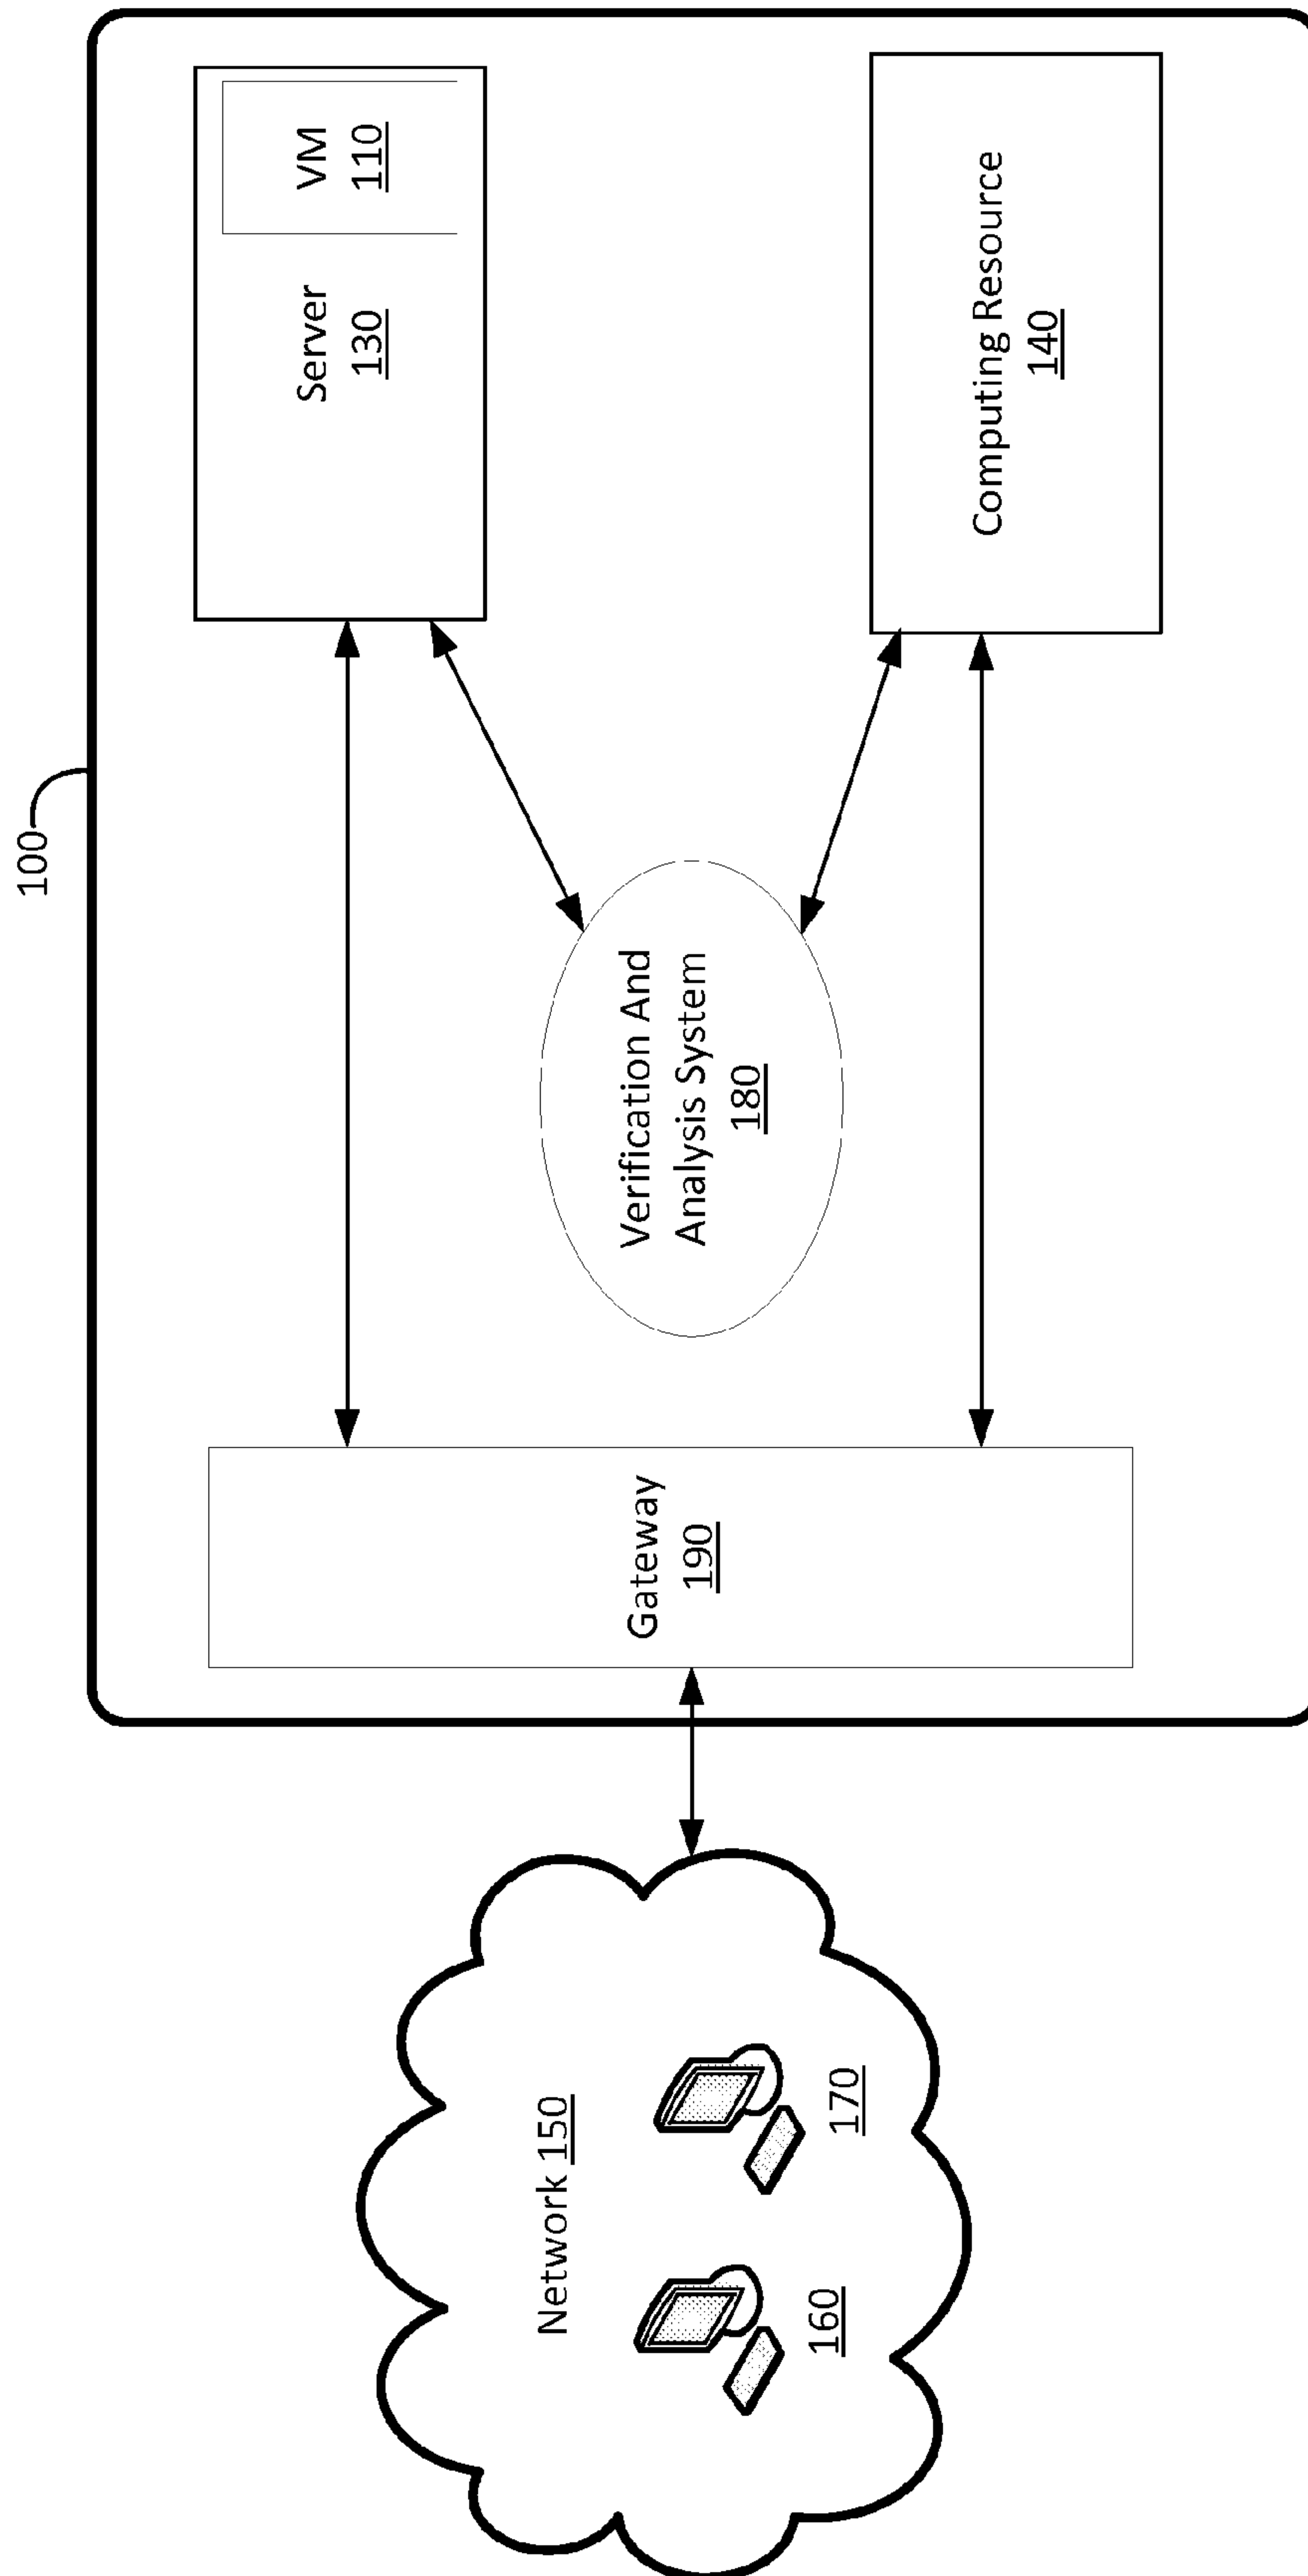 100
Network 150
160
170
Gateway
190
Verification And
Analysis System
180
Server
130
VM
110
Computing Resource
140